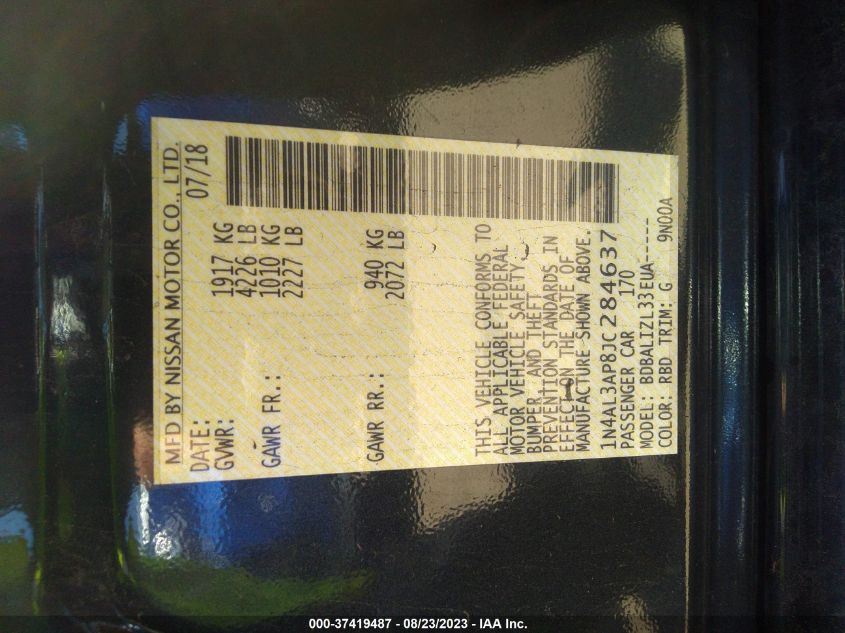 MFD BY NISSAN MOTOR CO., LTD.
DATE: 07/18
GVWR: 1917 KG
4226 LB
GAWR FR.: 1010 KG
2227 LB
GAWR RR.: 940 KG
2072 LB
THIS VEHICLE CONFORMS TO
ALL APPLICABLE FEDERAL
MOTOR VEHICLE SAFETY,
BUMPER, AND THEFT
PREVENTION STANDARDS IN
EFFECT ON THE DATE OF
MANUFACTURE SHOWN ABOVE.
1N4AL3AP8JC284637
PASSENGER CAR 170
MODEL: BDBALIZL33EUA-----
COLOR: RBD TRIM: G 9N00A
000-37419487 - 08/23/2023 - IAA Inc.